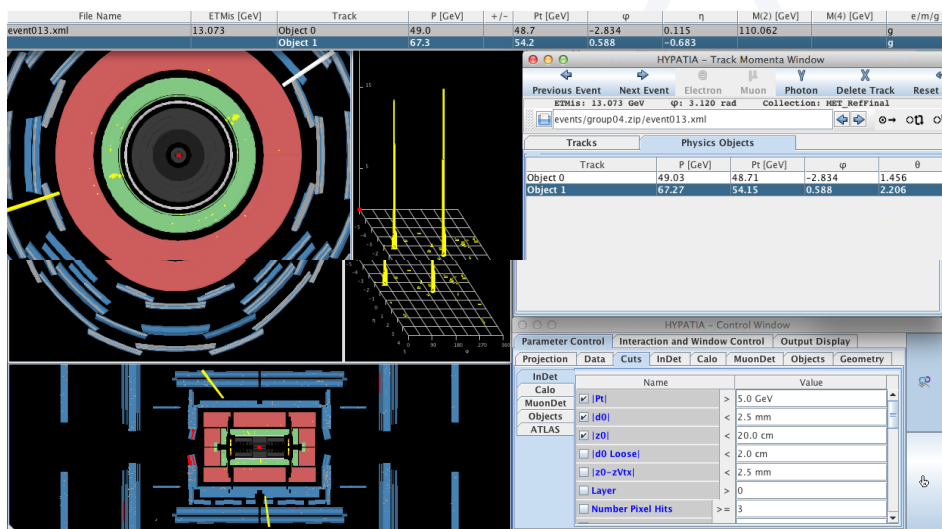 File Name ETMis [GeV] Track P [GeV] +/- Pt [GeV] φ η M(2) [GeV] M(4) [GeV] e/m/g
event013.xml 13.073 Object 0 49.0 48.7 -2.834 0.115 110.062 g
Object 1 67.3 54.2 0.588 -0.683 g
HYPATIA - Track Momenta Window
Previous Event Next Event Electron Muon Photon Delete Track Reset
ETMis: 13.073 GeV φ: 3.120 rad Collection: MET_RefFinal
events/group04.zip/event013.xml
Tracks Physics Objects
Track P [GeV] Pt [GeV] φ θ
Object 0 49.03 48.71 -2.834 1.456
Object 1 67.27 54.15 0.588 2.206
15
5
0 90 180 270
HYPATIA - Control Window
Parameter Control Interaction and Window Control Output Display
Projection Data Cuts InDet Calo MuonDet Objects Geometry
InDet
Calo
MuonDet
Objects
ATLAS
Name Value
|Pt| > 5.0 GeV
|d0| < 2.5 mm
|z0| < 20.0 cm
|d0 Loose| < 2.0 cm
|z0-zVtx| < 2.5 mm
Layer > 0
Number Pixel Hits >= 3